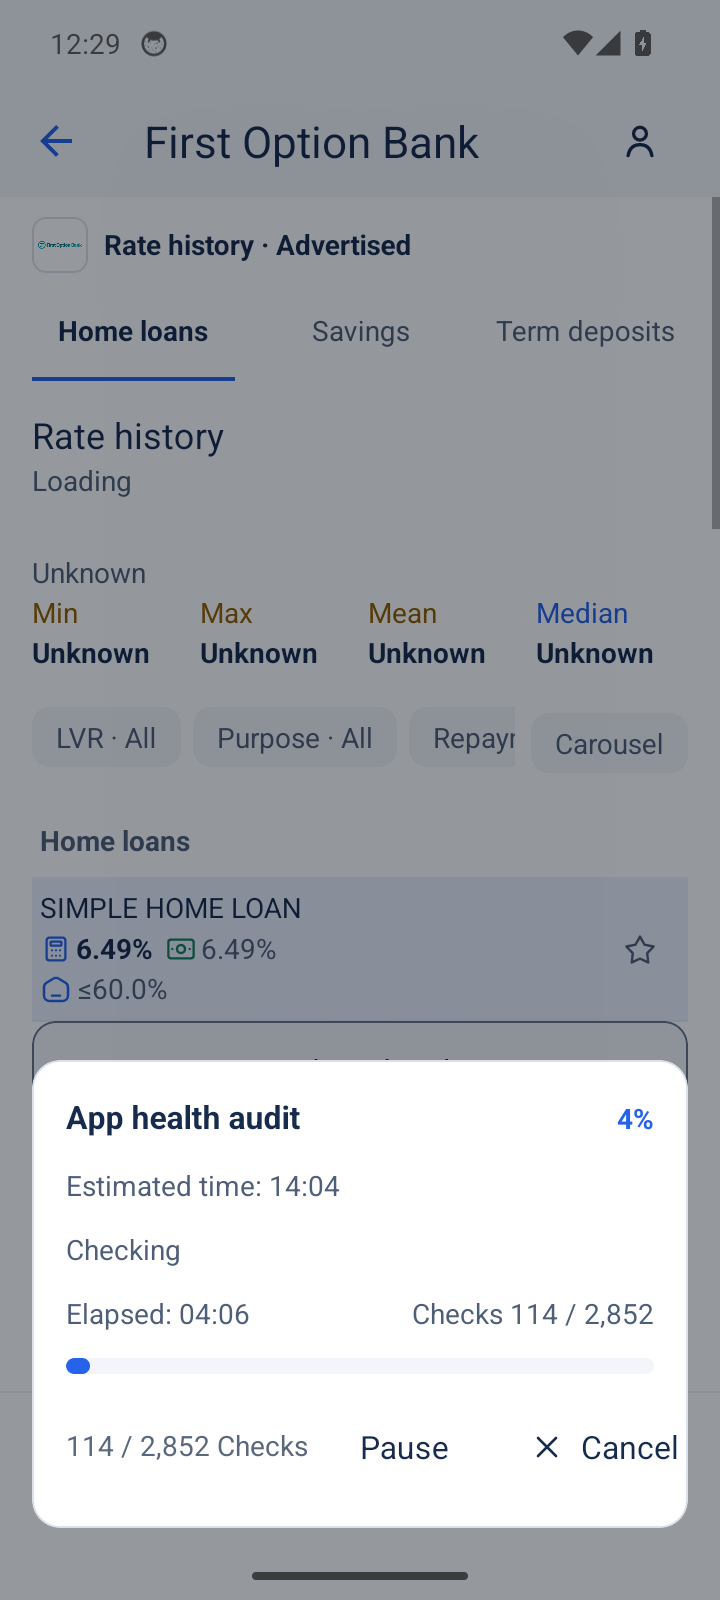 12:29
First Option Bank
First Option Bank
Rate history · Advertised
Home loans
Savings
Term deposits
Rate history
Loading
Unknown
Min
Max
Mean
Median
Unknown
Unknown
Unknown
Unknown
LVR · All
Purpose · All
Carousel
Home loans
SIMPLE HOME LOAN
6.49% 6.49%
≤60.0%
App health audit
4%
Estimated time: 14:04
Checking
Elapsed: 04:06
Checks 114 / 2,852
114 / 2,852 Checks
Pause
Cancel